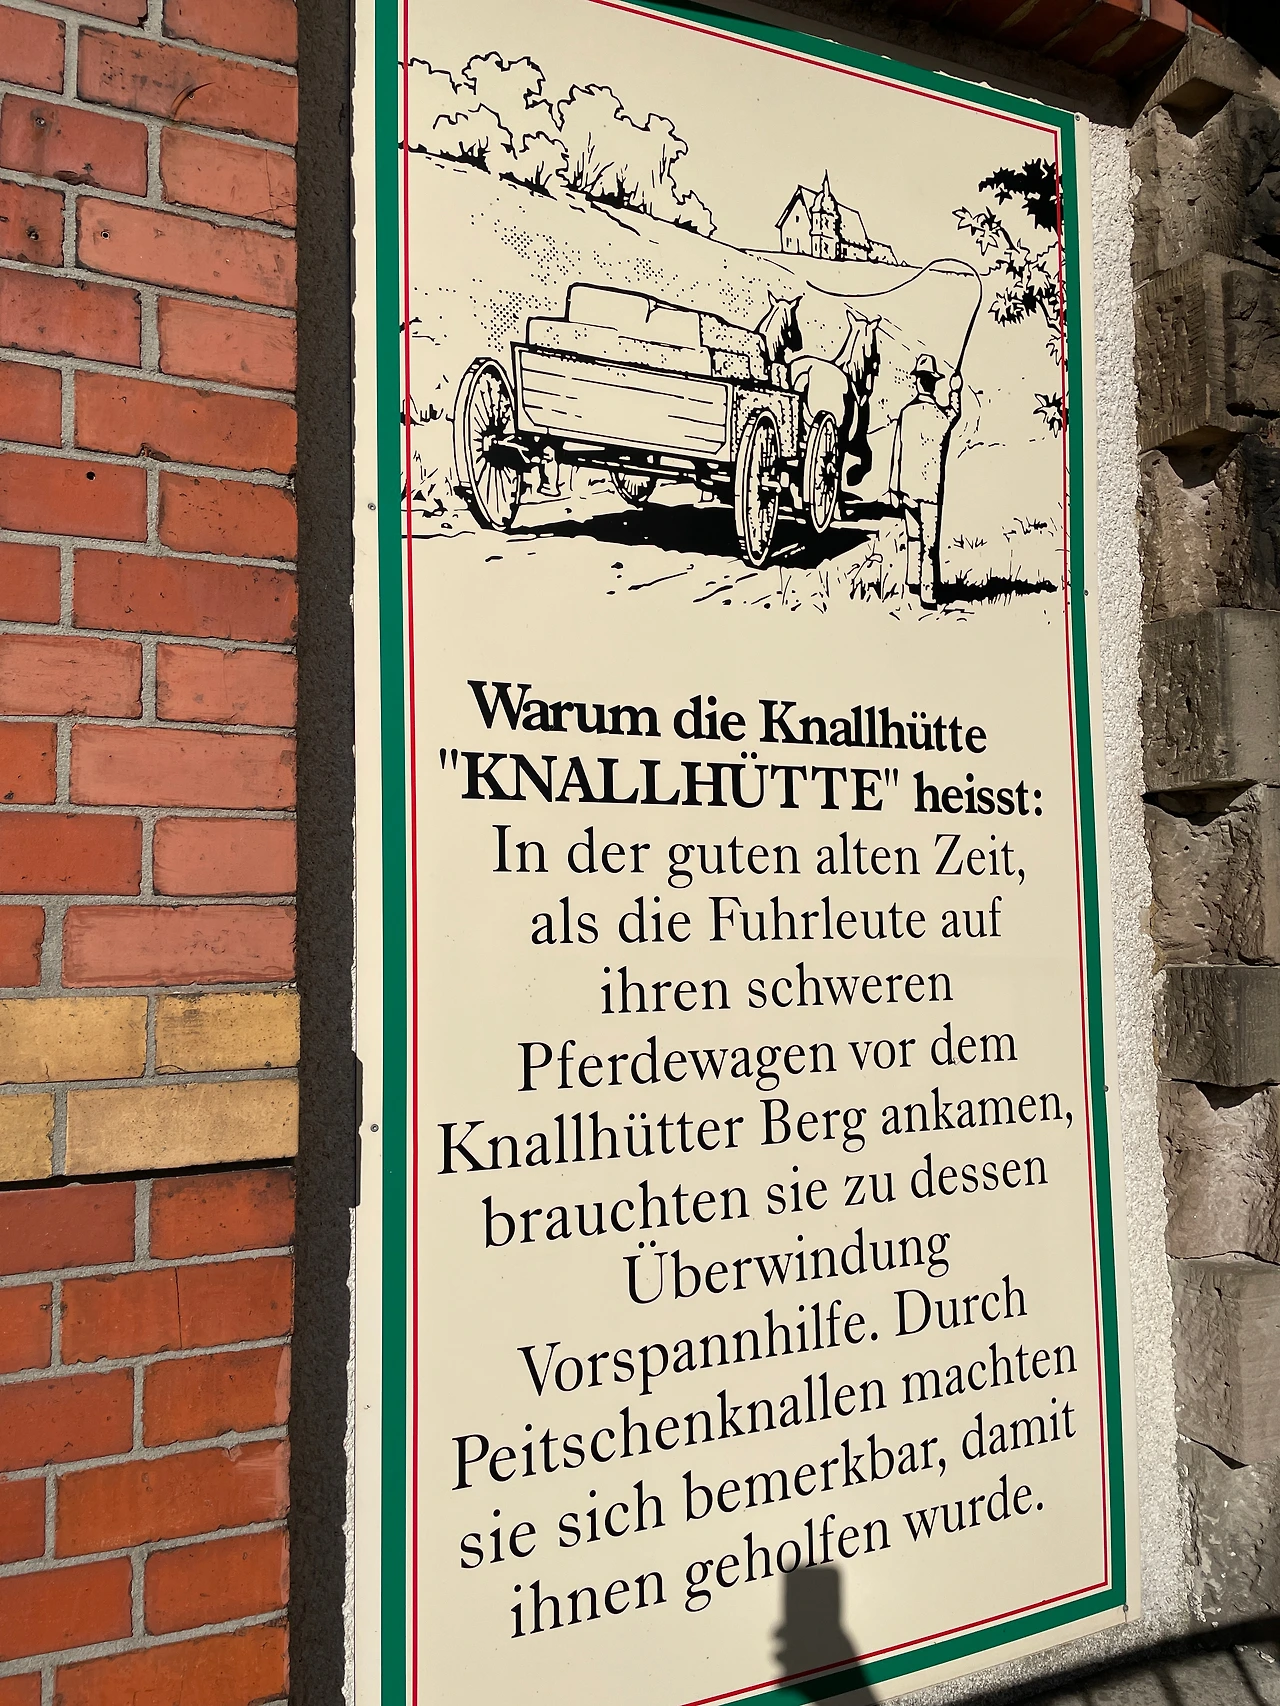 Warum die Knallhütte
"KNALLHÜTTE" heisst:
In der guten alten Zeit,
als die Fuhrleute auf
ihren schweren
Pferdewagen vor dem
Knallhütter Berg ankamen,
brauchten sie zu dessen
Überwindung
Vorspannhilfe. Durch
Peitschenknallen machten
sie sich bemerkbar, damit
ihnen geholfen wurde.